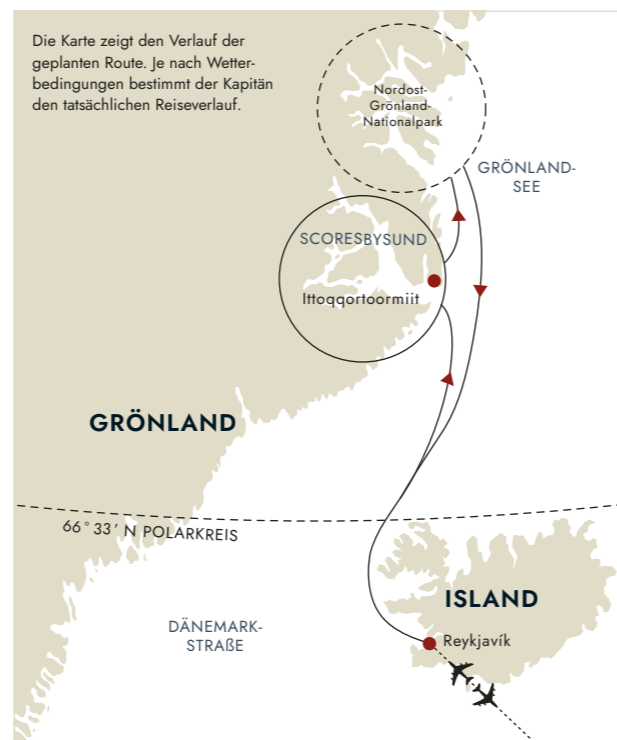 Die Karte zeigt den Verlauf der
geplanten Route. Je nach Wetter-
bedingungen bestimmt der Kapitän
den tatsächlichen Reiseverlauf.
Nordost-
Grönland-
Nationalpark
GRÖNLAND-
SEE
SCORESBYSUND
Ittoqqortoormiit
GRÖNLAND
66° 33’ N POLARKREIS
ISLAND
DÄNEMARK-
STRAẞE
Reykjavík